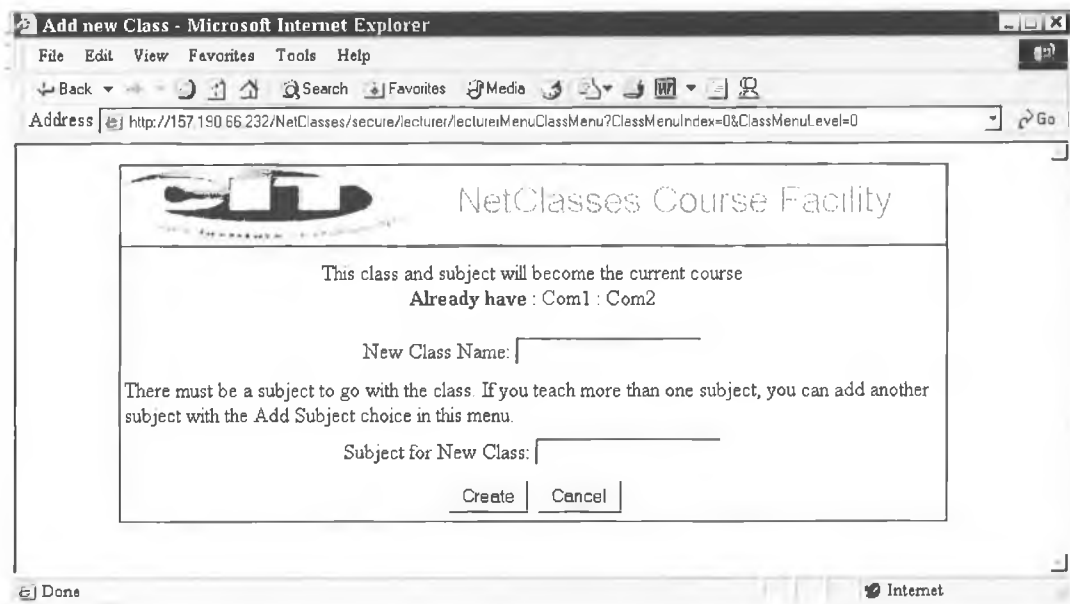 Add new Class - Microsoft Internet Explorer
File Edit View Favorites Tools Help
Back Search Favorites Media
Address http://157.190.66.232/NetClasses/secure/lecturer/lecturerMenuClassMenu?ClassMenuIndex=0&ClassMenuLevel=0 Go
NetClasses Course Facility
This class and subject will become the current course
Already have : Com1 : Com2
New Class Name:
There must be a subject to go with the class. If you teach more than one subject, you can add another
subject with the Add Subject choice in this menu.
Subject for New Class:
Create Cancel
Done Internet